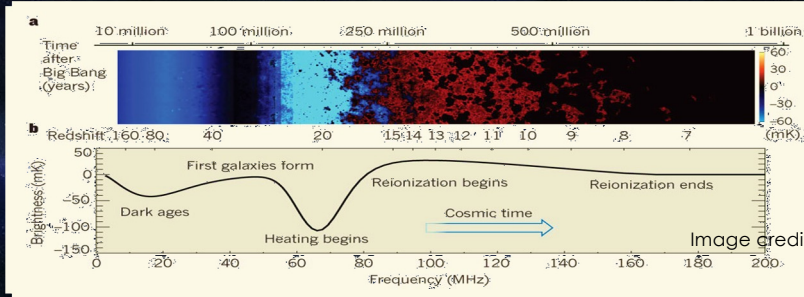 a
10 million 100 million 250 million 500 million 1 billion
Time
after
Big Bang
(years)
60
30
0
-30
-60
(mK)
b
Redshift 160 80 40 20 15 14 13 12 11 10 9 8 7
Brightness (mK)
50
0
-50
-100
-150
First galaxies form
Dark ages
Heating begins
Reionization begins
Reionization ends
Cosmic time
Image credi
0 20 40 60 80 100 120 140 160 180 200
Frequency (MHz)